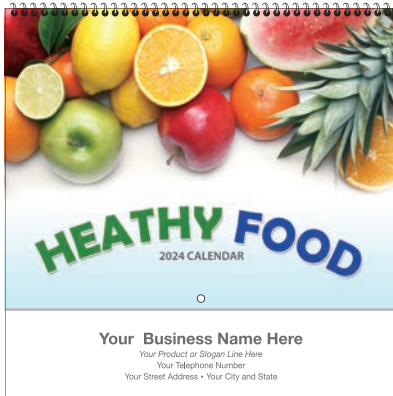 HEATHY FOOD
2024 CALENDAR
Your Business Name Here
Your Product or Slogan Line Here
Your Telephone Number
Your Street Address • Your City and State